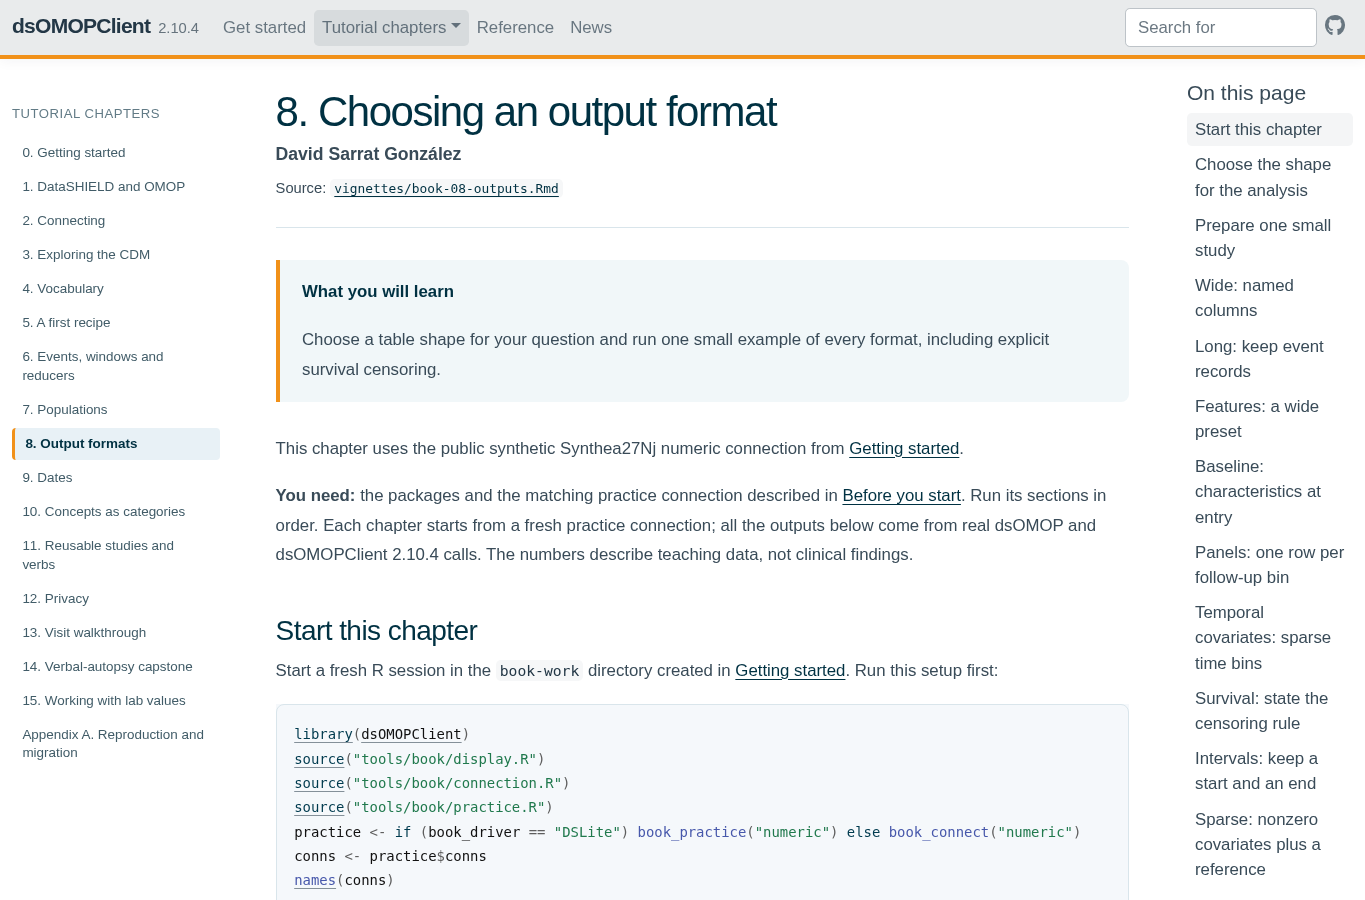 dsOMOPClient 2.10.4 Get started Tutorial chapters Reference News Search for
TUTORIAL CHAPTERS
0. Getting started
1. DataSHIELD and OMOP
2. Connecting
3. Exploring the CDM
4. Vocabulary
5. A first recipe
6. Events, windows and
reducers
7. Populations
8. Output formats
9. Dates
10. Concepts as categories
11. Reusable studies and
verbs
12. Privacy
13. Visit walkthrough
14. Verbal-autopsy capstone
15. Working with lab values
Appendix A. Reproduction and
migration
8. Choosing an output format
David Sarrat González
Source: vignettes/book-08-outputs.Rmd
What you will learn
Choose a table shape for your question and run one small example of every format, including explicit
survival censoring.
This chapter uses the public synthetic Synthea27Nj numeric connection from Getting started.
You need: the packages and the matching practice connection described in Before you start. Run its sections in
order. Each chapter starts from a fresh practice connection; all the outputs below come from real dsOMOP and
dsOMOPClient 2.10.4 calls. The numbers describe teaching data, not clinical findings.
Start this chapter
Start a fresh R session in the book-work directory created in Getting started. Run this setup first:
library(dsOMOPClient)
source("tools/book/display.R")
source("tools/book/connection.R")
source("tools/book/practice.R")
practice <- if (book_driver == "DSLite") book_practice("numeric") else book_connect("numeric")
conns <- practice$conns
names(conns)
On this page
Start this chapter
Choose the shape
for the analysis
Prepare one small
study
Wide: named
columns
Long: keep event
records
Features: a wide
preset
Baseline:
characteristics at
entry
Panels: one row per
follow-up bin
Temporal
covariates: sparse
time bins
Survival: state the
censoring rule
Intervals: keep a
start and an end
Sparse: nonzero
covariates plus a
reference